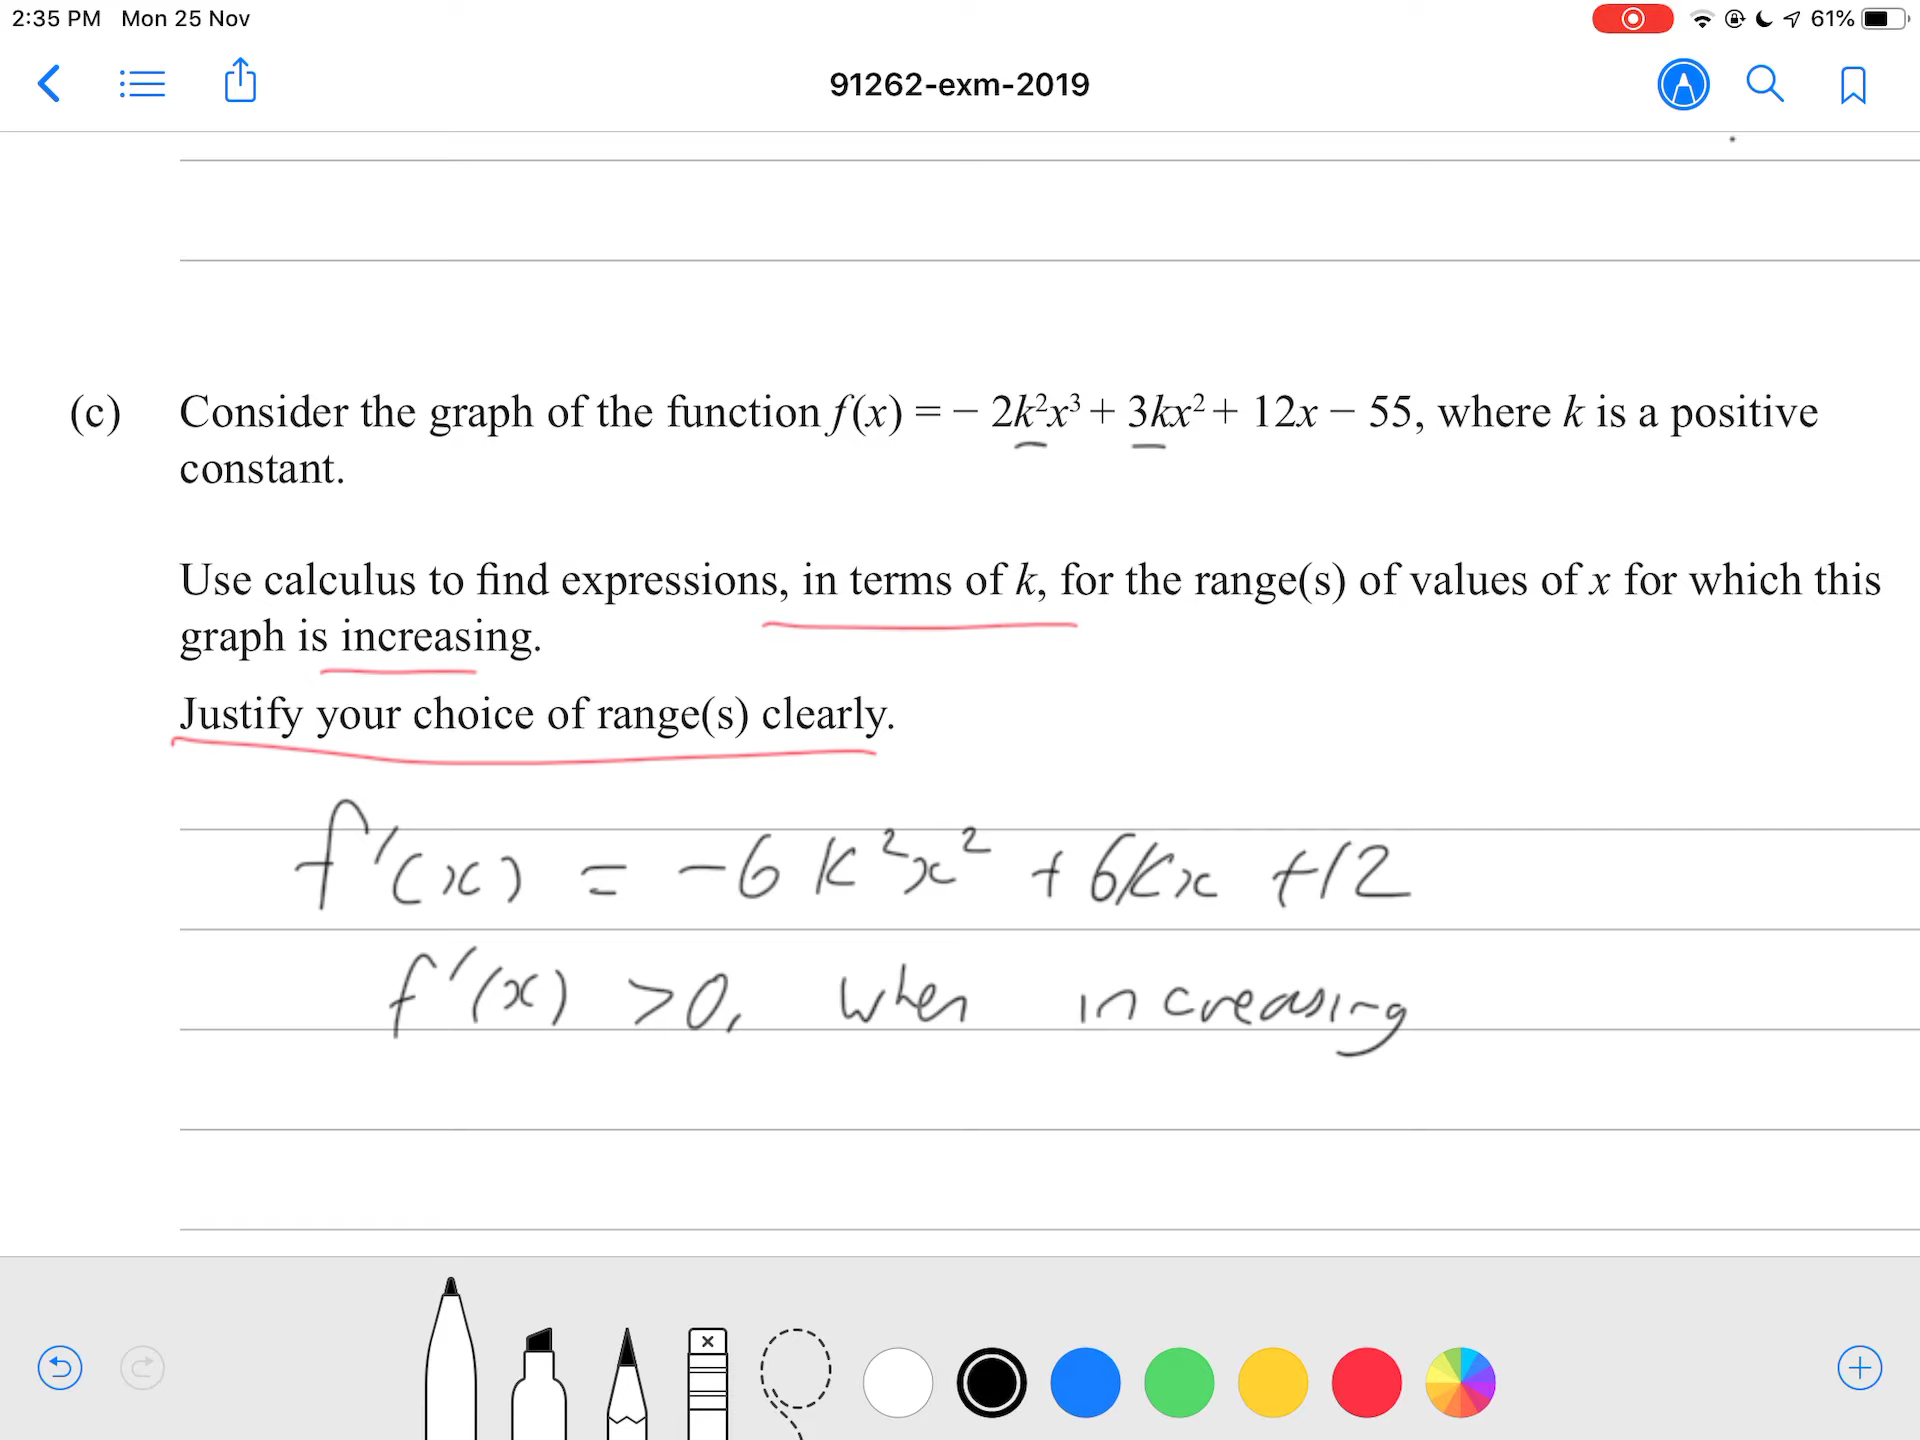 2:35 PM Mon 25 Nov 61%
91262-exm-2019
(c) Consider the graph of the function f(x) = − 2k²x³ + 3kx² + 12x − 55, where k is a positive
constant.
Use calculus to find expressions, in terms of k, for the range(s) of values of x for which this
graph is increasing.
Justify your choice of range(s) clearly.
f'(x) = -6k²x² + 6kx +12
f'(x) >0, when increasing